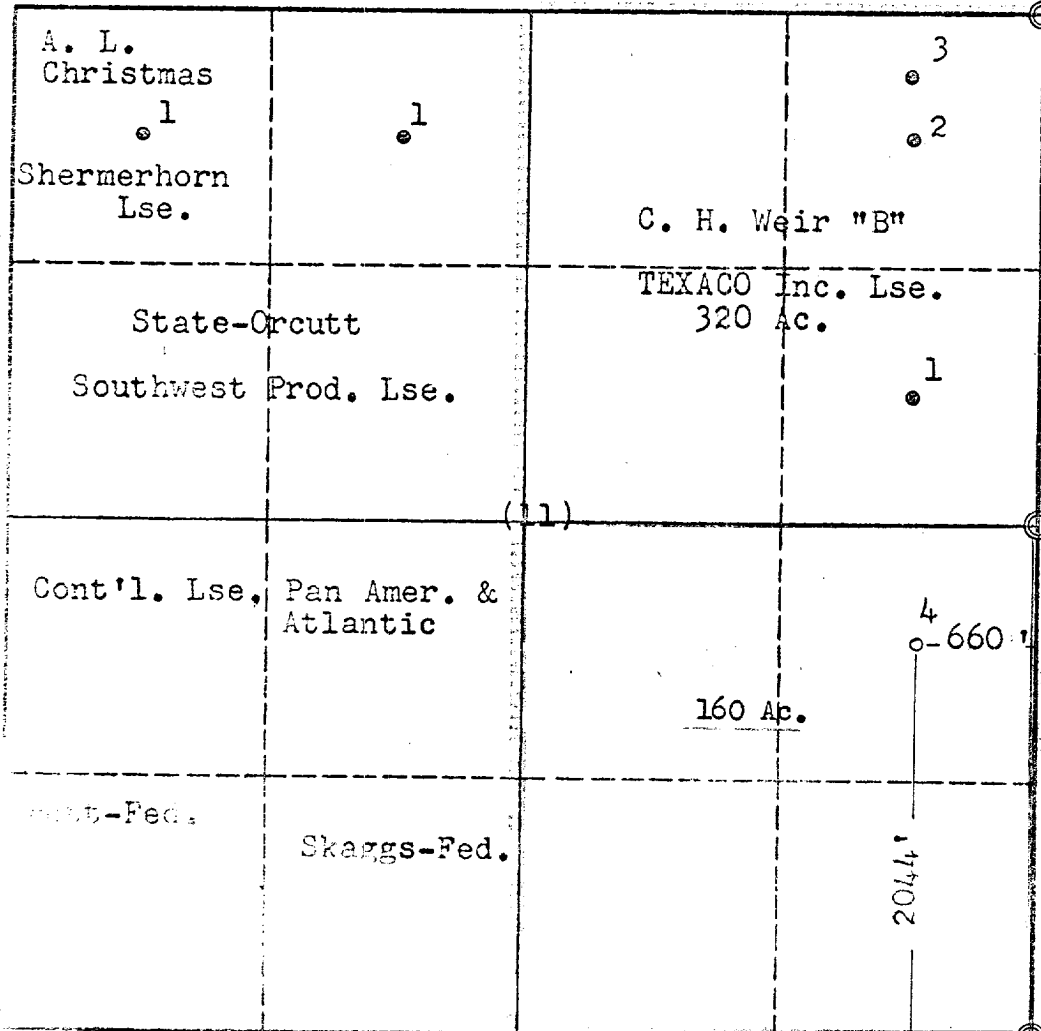 A. L.
Christmas
1
Shermerhorn
Lse.
1
3
2
C. H. Weir "B"
TEXACO Inc. Lse.
320 Ac.
1
State-Orcutt
Southwest Prod. Lse.
(11)
Cont'l. Lse, Pan Amer. &
Atlantic
4
660'
160 Ac.
-Fed.
Skaggs-Fed.
2044'